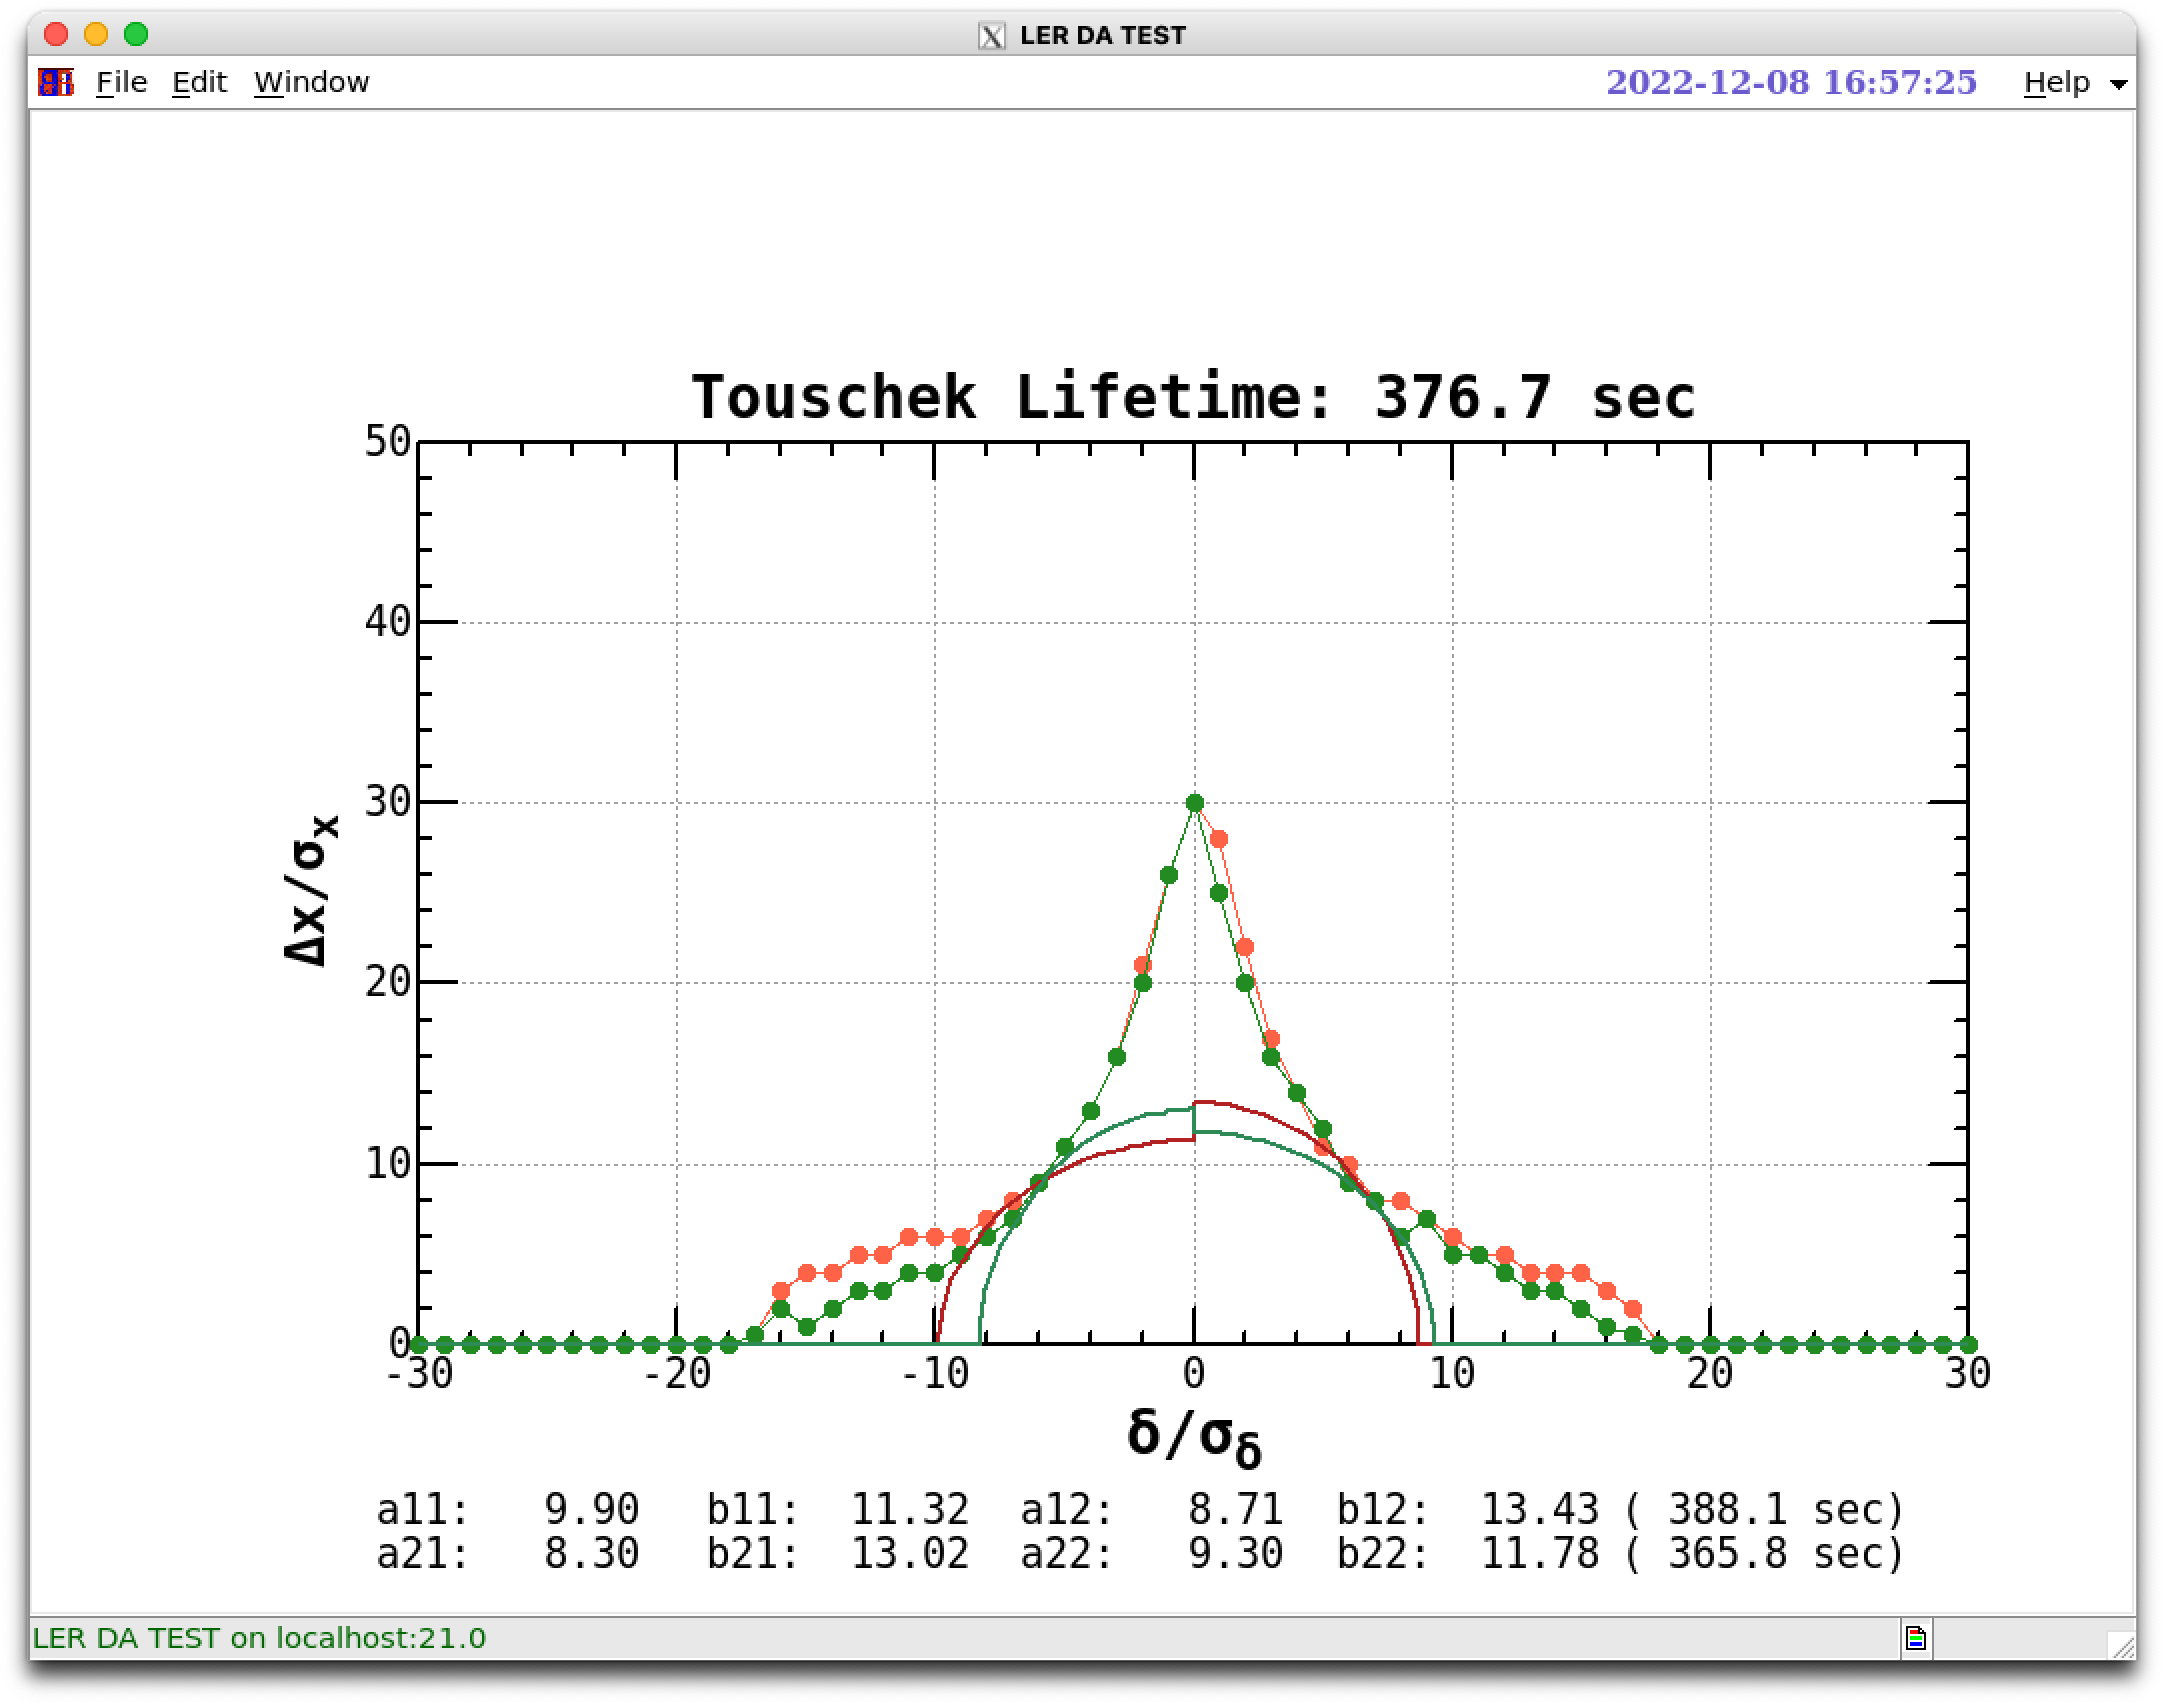 LER DA TEST
File Edit Window 2022-12-08 16:57:25 Help
Touschek Lifetime: 376.7 sec
50
40
30
20
10
0
Δx/σx
-30 -20 -10 0 10 20 30
δ/σδ
a11: 9.90 b11: 11.32 a12: 8.71 b12: 13.43 ( 388.1 sec)
a21: 8.30 b21: 13.02 a22: 9.30 b22: 11.78 ( 365.8 sec)
LER DA TEST on localhost:21.0